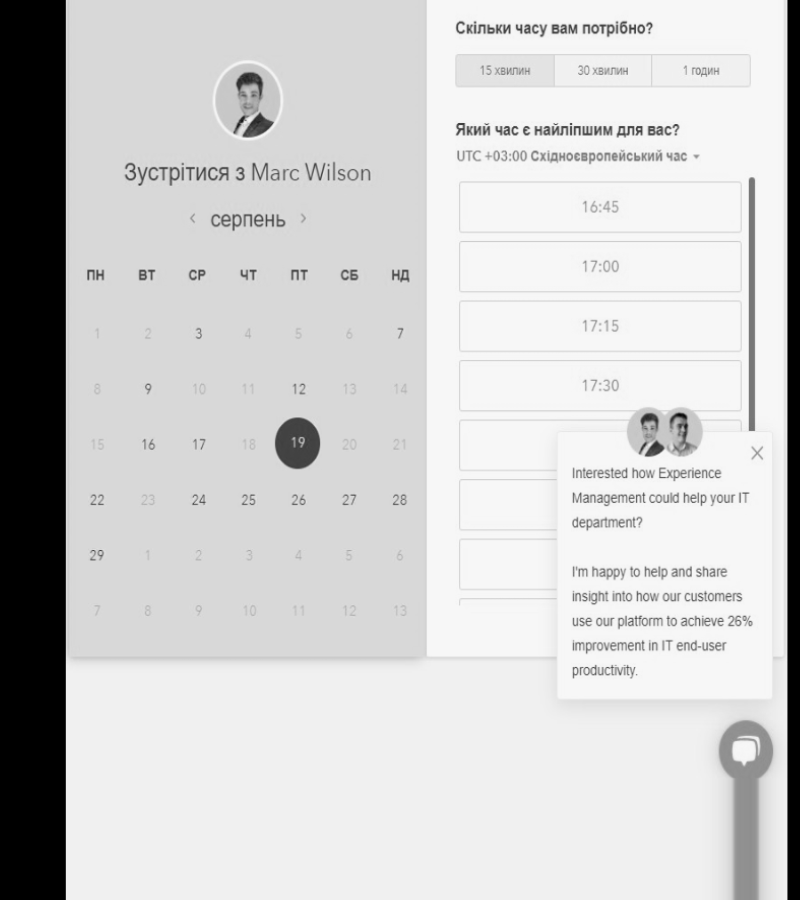 Зустрітися з Marc Wilson
серпень
ПН ВТ СР ЧТ ПТ СБ НД
1 2 3 4 5 6 7
8 9 10 11 12 13 14
15 16 17 18 19 20 21
22 23 24 25 26 27 28
29 1 2 3 4 5 6
7 8 9 10 11 12 13
Скільки часу вам потрібно?
15 хвилин 30 хвилин 1 годин
Який час є найліпшим для вас?
UTC +03:00 Східноєвропейський час
16:45
17:00
17:15
17:30
Interested how Experience
Management could help your IT
department?
I'm happy to help and share
insight into how our customers
use our platform to achieve 26%
improvement in IT end-user
productivity.